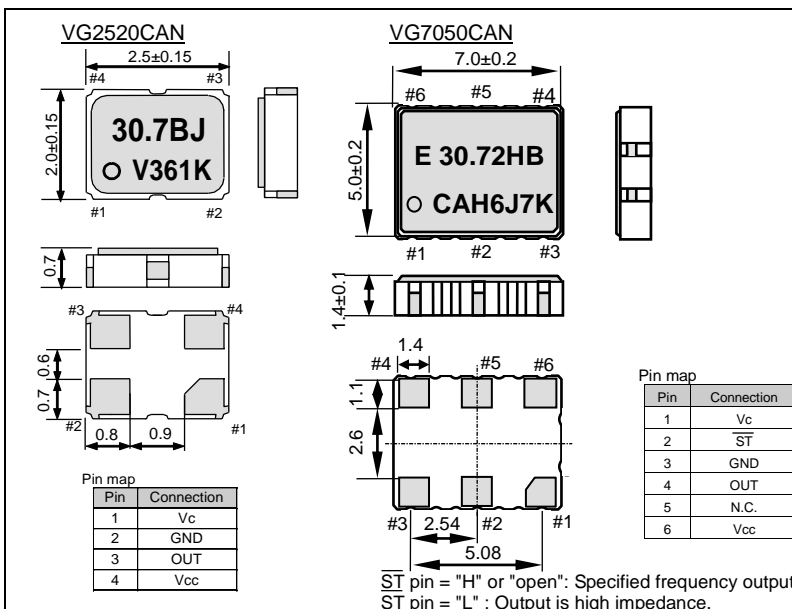 VG2520CAN
2.5±0.15
#4
#3
2.0±0.15
30.7BJ
V361K
#1
#2
0.7
#3
#4
0.6
0.7
#2
0.8
0.9
#1
Pin map
Pin Connection
1 Vc
2 GND
3 OUT
4 Vcc
VG7050CAN
7.0±0.2
#6
#5
#4
5.0±0.2
E 30.72HB
CAH6J7K
#1
#2
#3
1.4±0.1
1.4
#4
#5
#6
1.1
2.6
#3
2.54
#2
#1
5.08
Pin map
Pin Connection
1 Vc
2 S̅T̅
3 GND
4 OUT
5 N.C.
6 Vcc
S̅T̅ pin = "H" or "open": Specified frequency output
S̅T̅ pin = "L" : Output is high impedance.